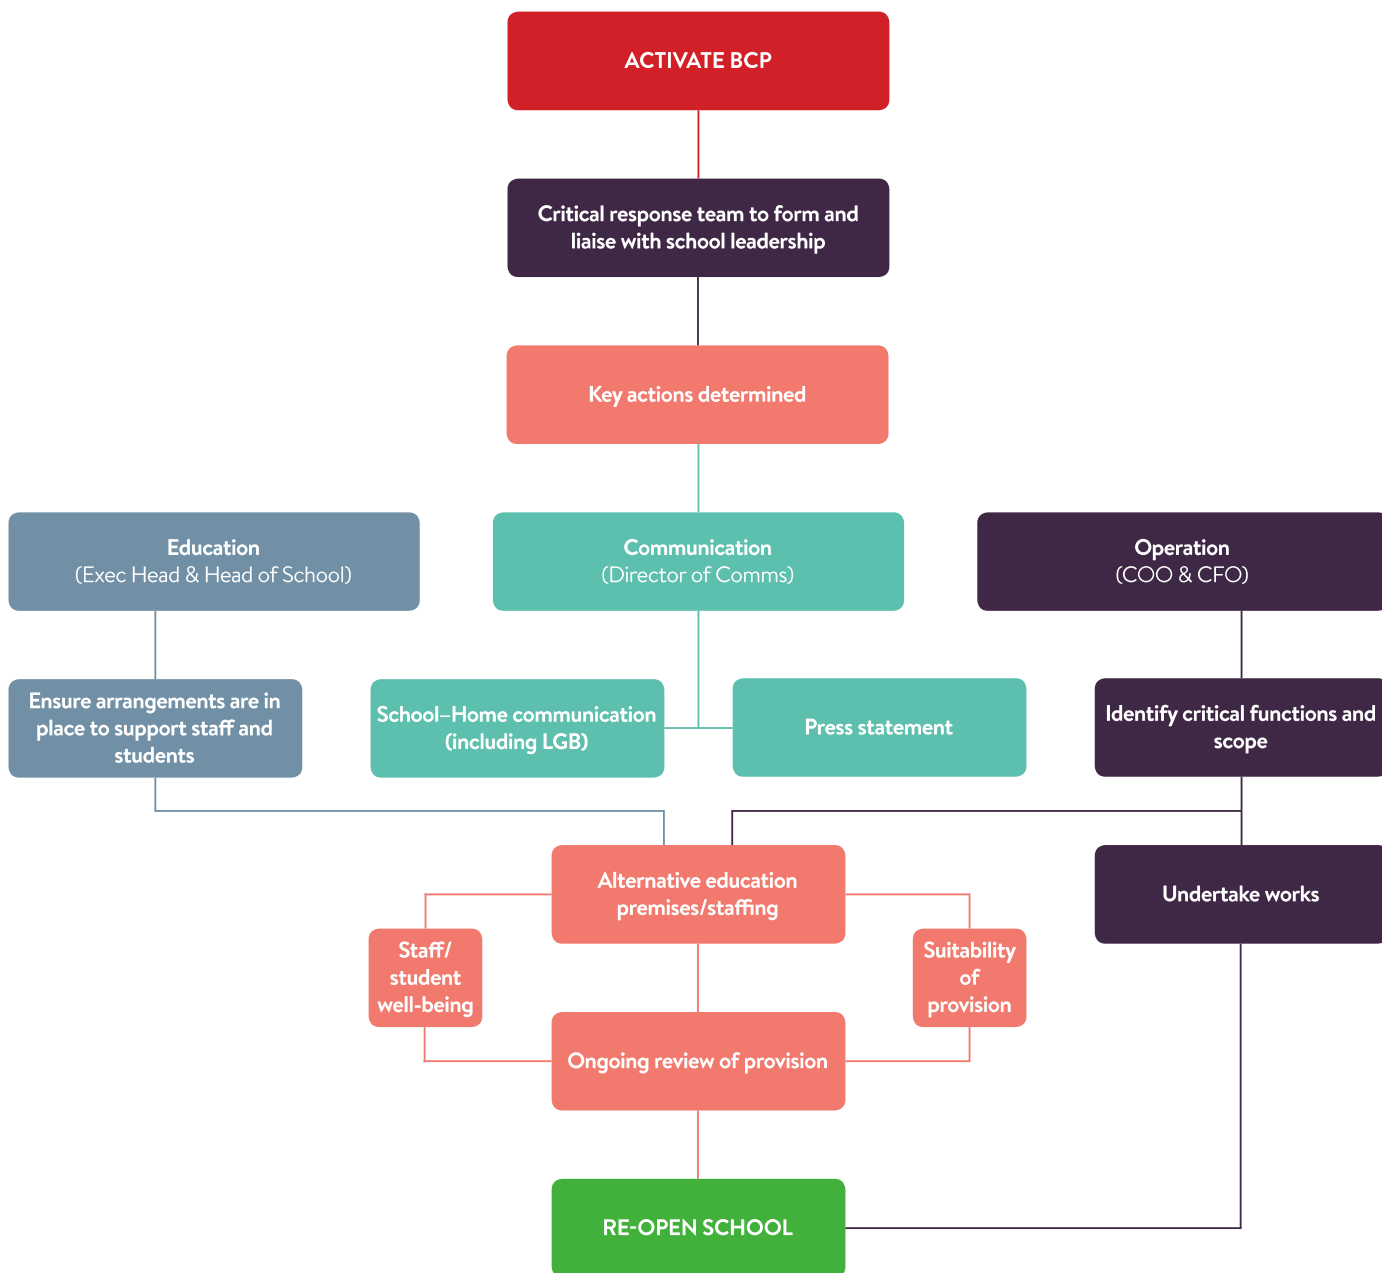 ACTIVATE BCP
Critical response team to form and
liaise with school leadership
Key actions determined
Education
(Exec Head & Head of School)
Communication
(Director of Comms)
Operation
(COO & CFO)
Ensure arrangements are in
place to support staff and
students
School–Home communication
(including LGB)
Press statement
Identify critical functions and
scope
Alternative education
premises/staffing
Undertake works
Staff/
student
well-being
Suitability
of
provision
Ongoing review of provision
RE-OPEN SCHOOL